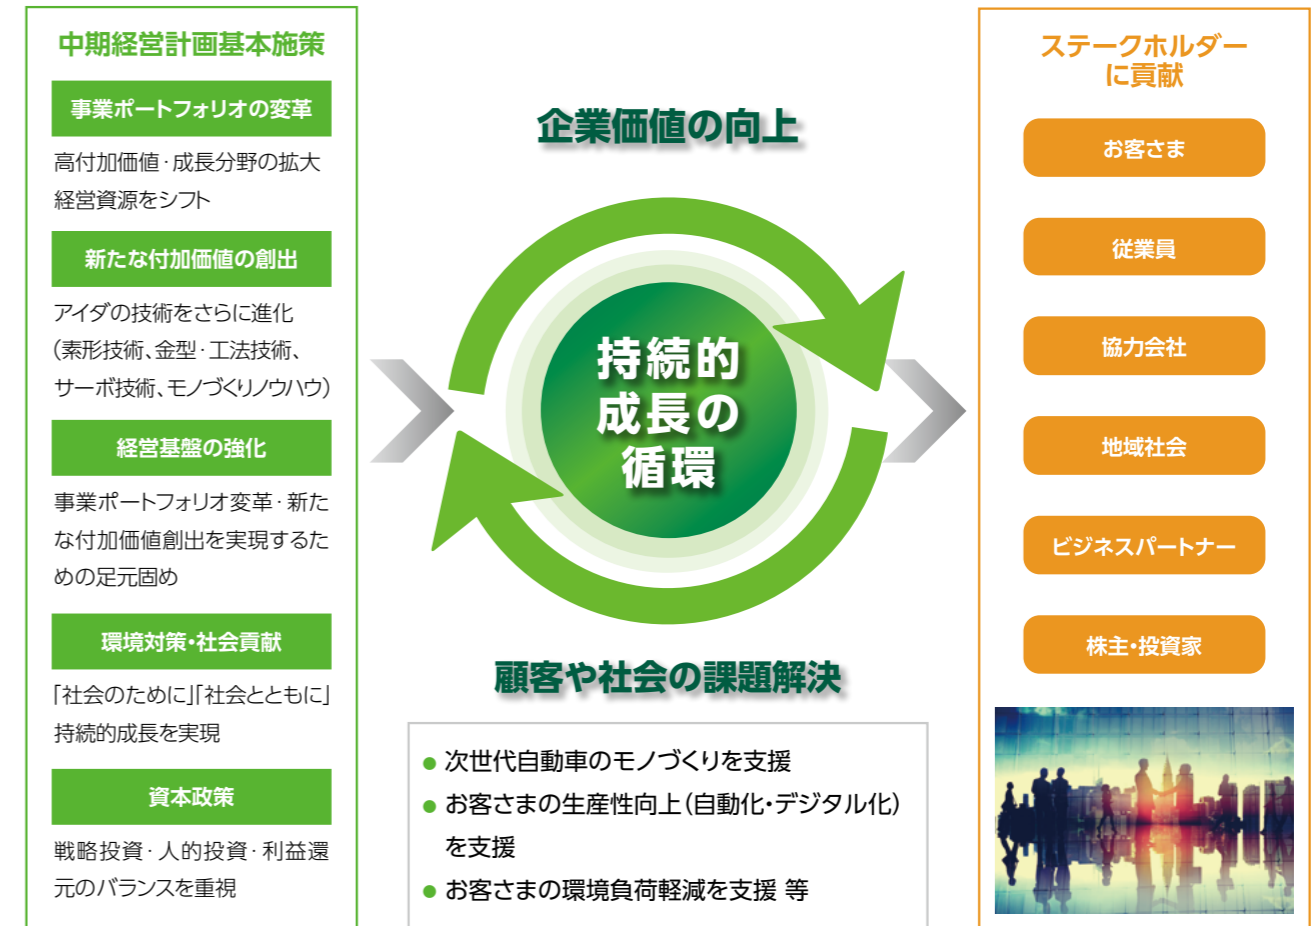 中期経営計画基本施策
事業ポートフォリオの変革
高付加価値・成長分野の拡大
経営資源をシフト
新たな付加価値の創出
アイダの技術をさらに進化
(素形技術、金型・工法技術、
サーボ技術、モノづくりノウハウ)
経営基盤の強化
事業ポートフォリオ変革・新た
な付加価値創出を実現するた
めの足元固め
環境対策・社会貢献
「社会のために」「社会とともに」
持続的成長を実現
資本政策
戦略投資・人的投資・利益還
元のバランスを重視
企業価値の向上
持続的
成長の
循環
顧客や社会の課題解決
● 次世代自動車のモノづくりを支援
● お客さまの生産性向上(自動化・デジタル化)
を支援
● お客さまの環境負荷軽減を支援 等
ステークホルダー
に貢献
お客さま
従業員
協力会社
地域社会
ビジネスパートナー
株主・投資家